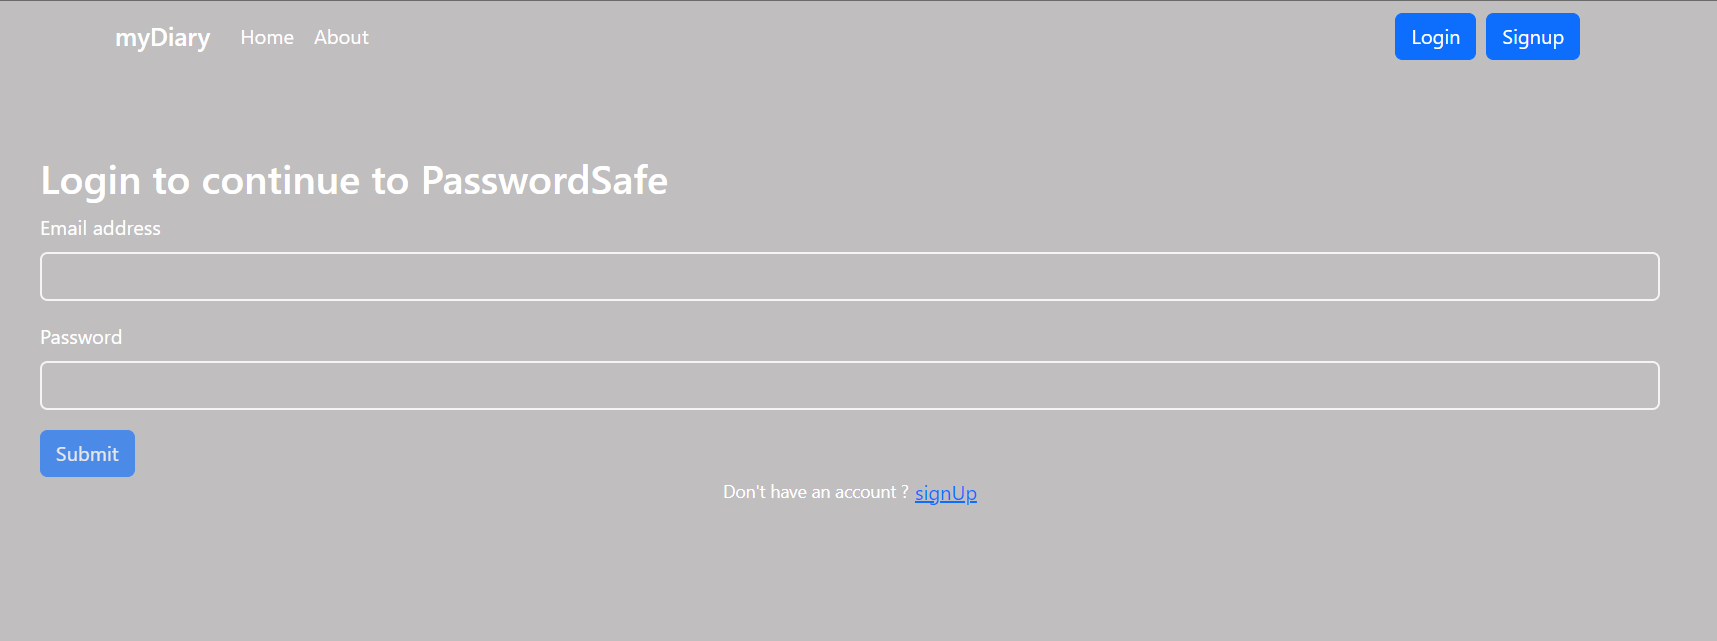 myDiary Home About Login Signup
Login to continue to PasswordSafe
Email address
Password
Submit
Don't have an account ? signUp